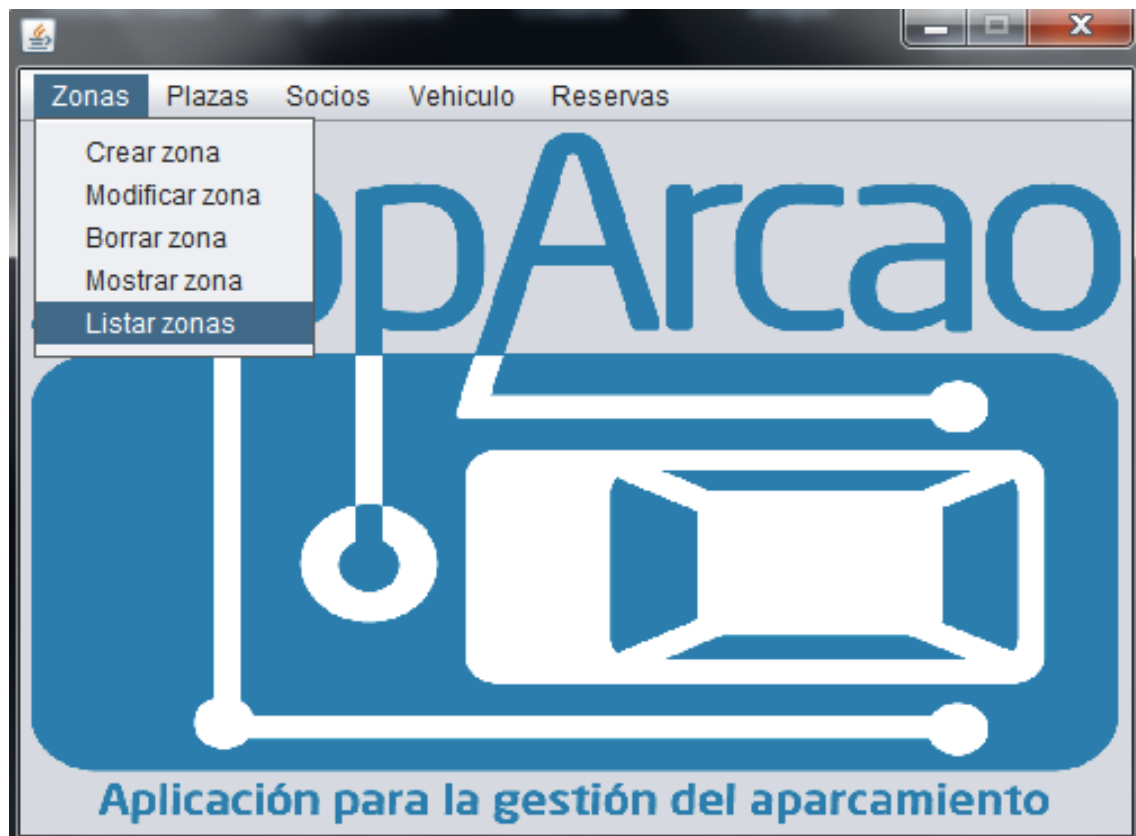 Zonas Plazas Socios Vehiculo Reservas
Crear zona
Modificar zona
Borrar zona
Mostrar zona
Listar zonas
Aplicación para la gestión del aparcamiento